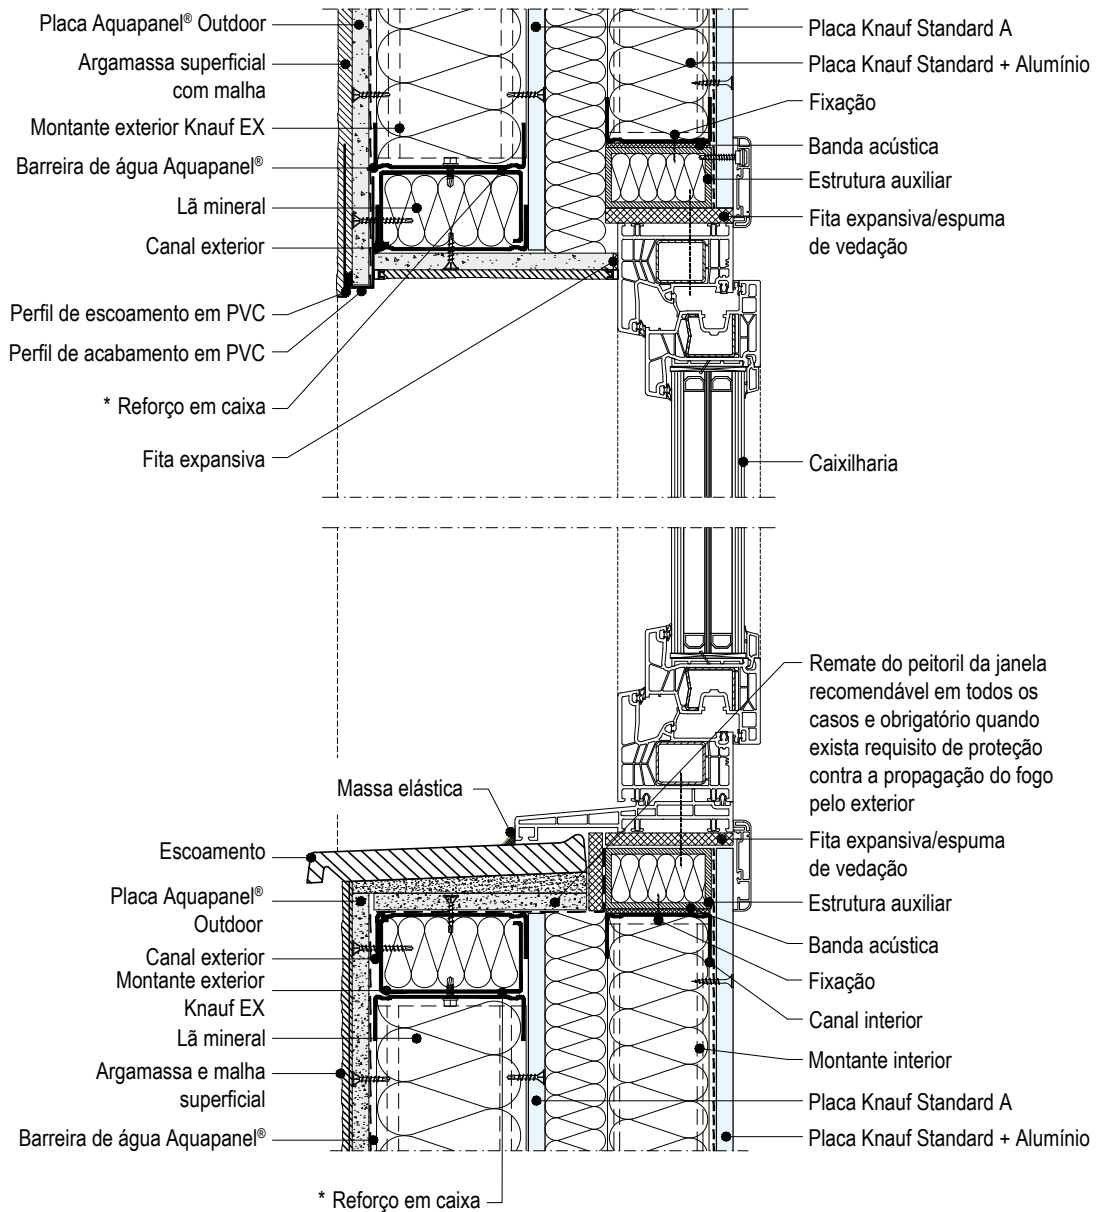 Placa Aquapanel® Outdoor
Argamassa superficial
com malha
Montante exterior Knauf EX
Barreira de água Aquapanel®
Lã mineral
Canal exterior
Perfil de escoamento em PVC
Perfil de acabamento em PVC
* Reforço em caixa
Fita expansiva
Placa Knauf Standard A
Placa Knauf Standard + Alumínio
Fixação
Banda acústica
Estrutura auxiliar
Fita expansiva/espuma
de vedação
Caixilharia
Remate do peitoril da janela
recomendável em todos os
casos e obrigatório quando
exista requisito de proteção
contra a propagação do fogo
pelo exterior
Massa elástica
Escoamento
Placa Aquapanel®
Outdoor
Canal exterior
Montante exterior
Knauf EX
Lã mineral
Argamassa e malha
superficial
Barreira de água Aquapanel®
* Reforço em caixa
Fita expansiva/espuma
de vedação
Estrutura auxiliar
Banda acústica
Fixação
Canal interior
Montante interior
Placa Knauf Standard A
Placa Knauf Standard + Alumínio